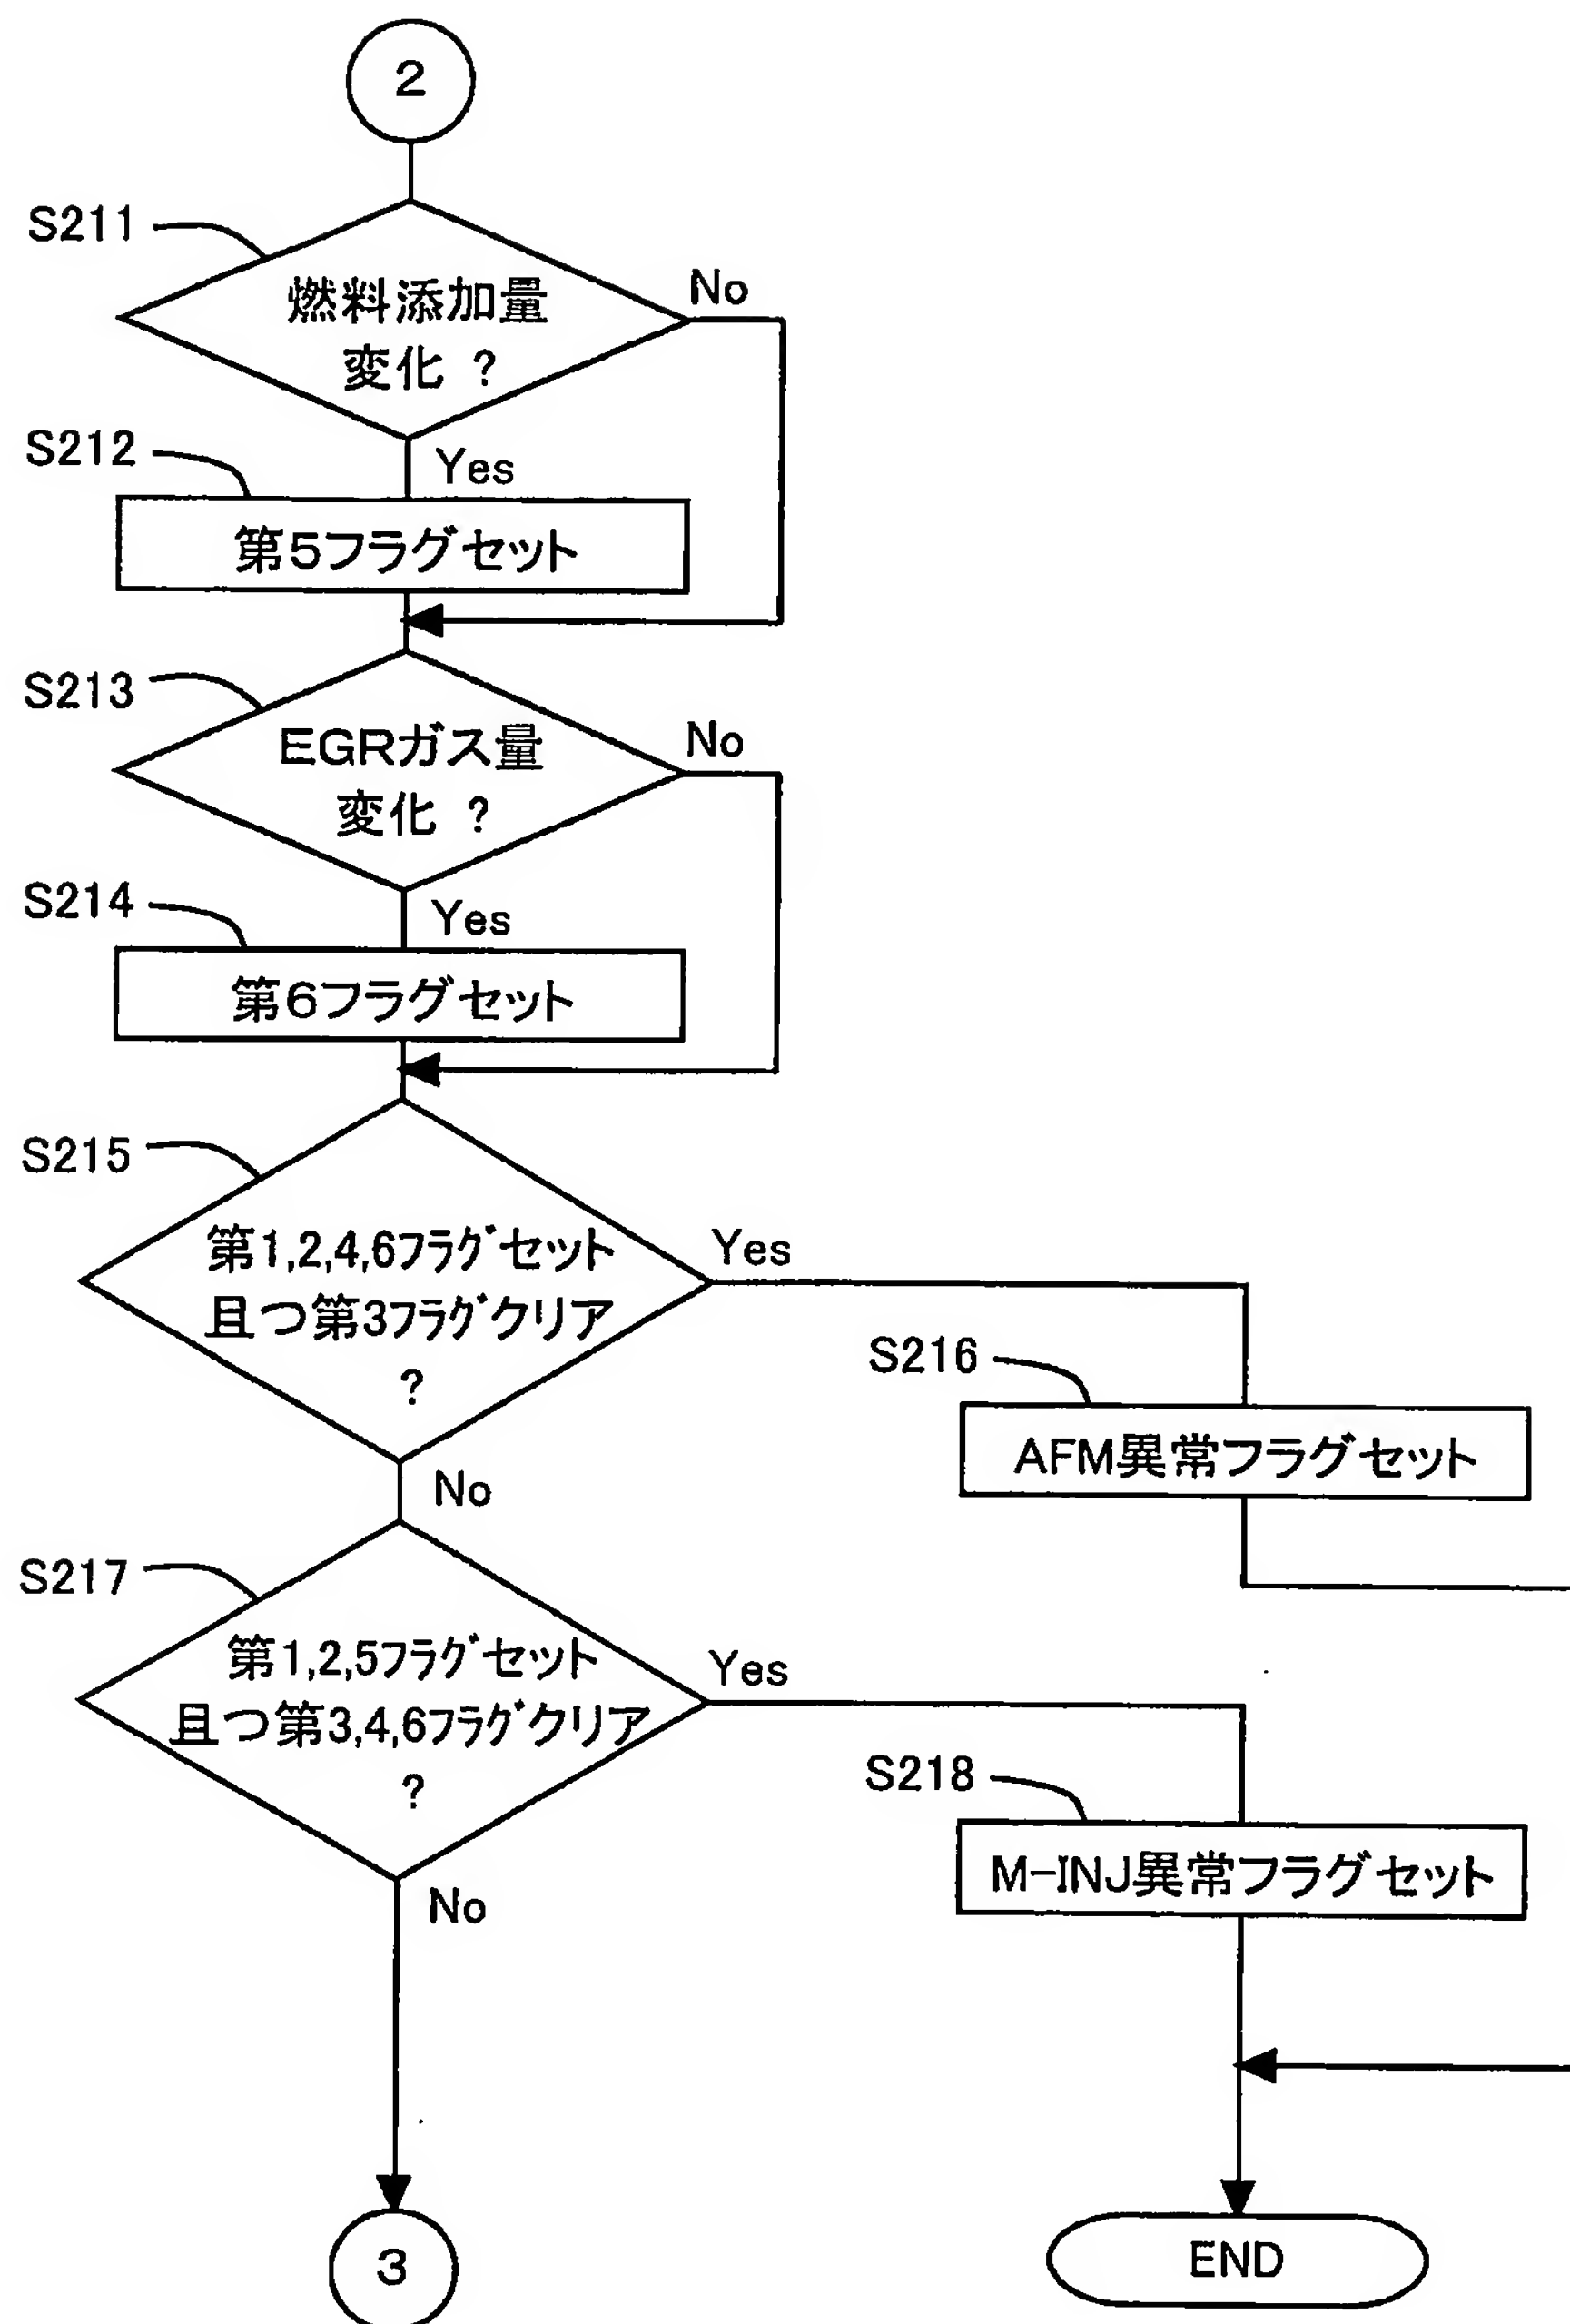 2
S211
燃料添加量
変化 ?
No
Yes
S212
第5フラグセット
S213
EGRガス量
変化 ?
No
Yes
S214
第6フラグセット
S215
第1,2,4,6ﾌﾗｸﾞセット
且つ第3ﾌﾗｸﾞクリア
?
Yes
No
S216
AFM異常フラグセット
S217
第1,2,5ﾌﾗｸﾞセット
且つ第3,4,6ﾌﾗｸﾞクリア
?
Yes
No
S218
M-INJ異常フラグセット
3
END